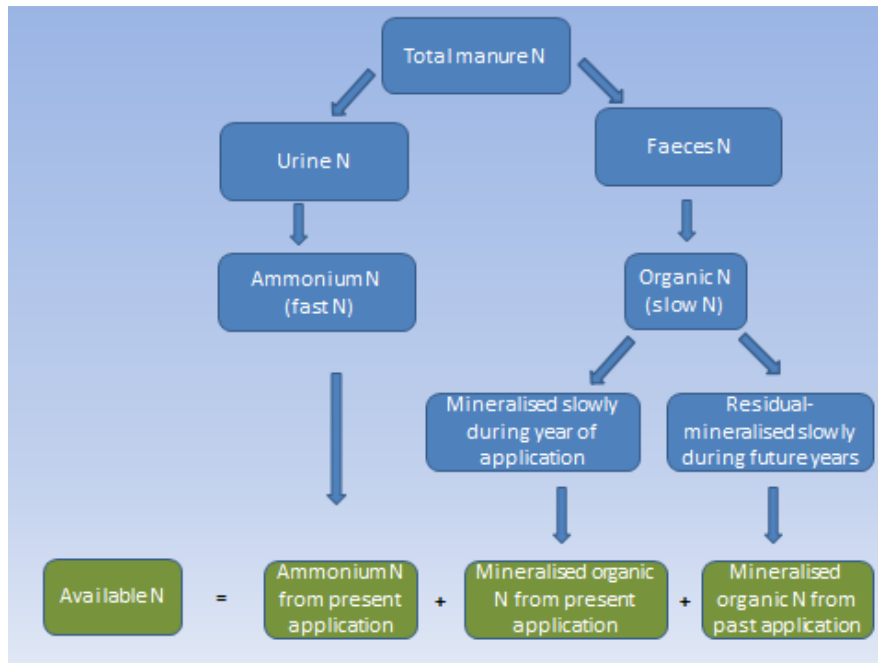 Total manure N
Urine N
Faeces N
Ammonium N
(fast N)
Organic N
(slow N)
Mineralised slowly
during year of
application
Residual-
mineralised slowly
during future years
Available N
=
Ammonium N
from present
application
+
Mineralised organic
N from present
application
+
Mineralised
organic N from
past application